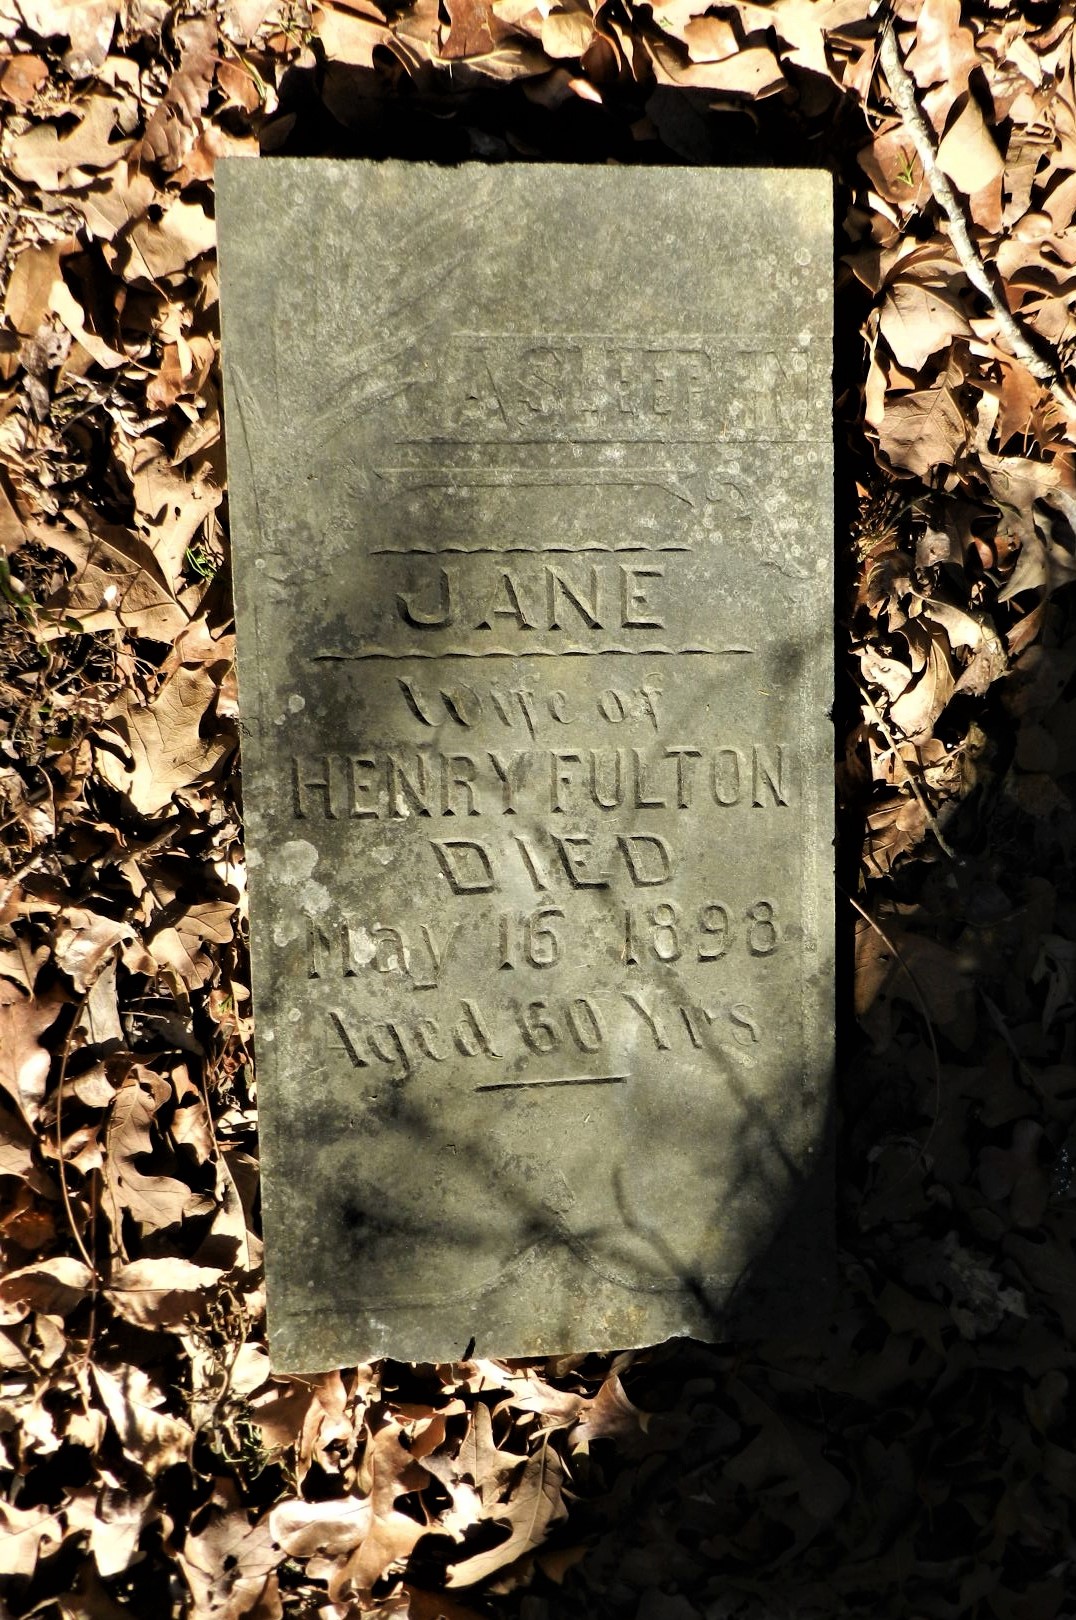 ASLEEP IN
JANE
Wife of
HENRY FULTON
DIED
May 16 1898
Aged 60 Yrs